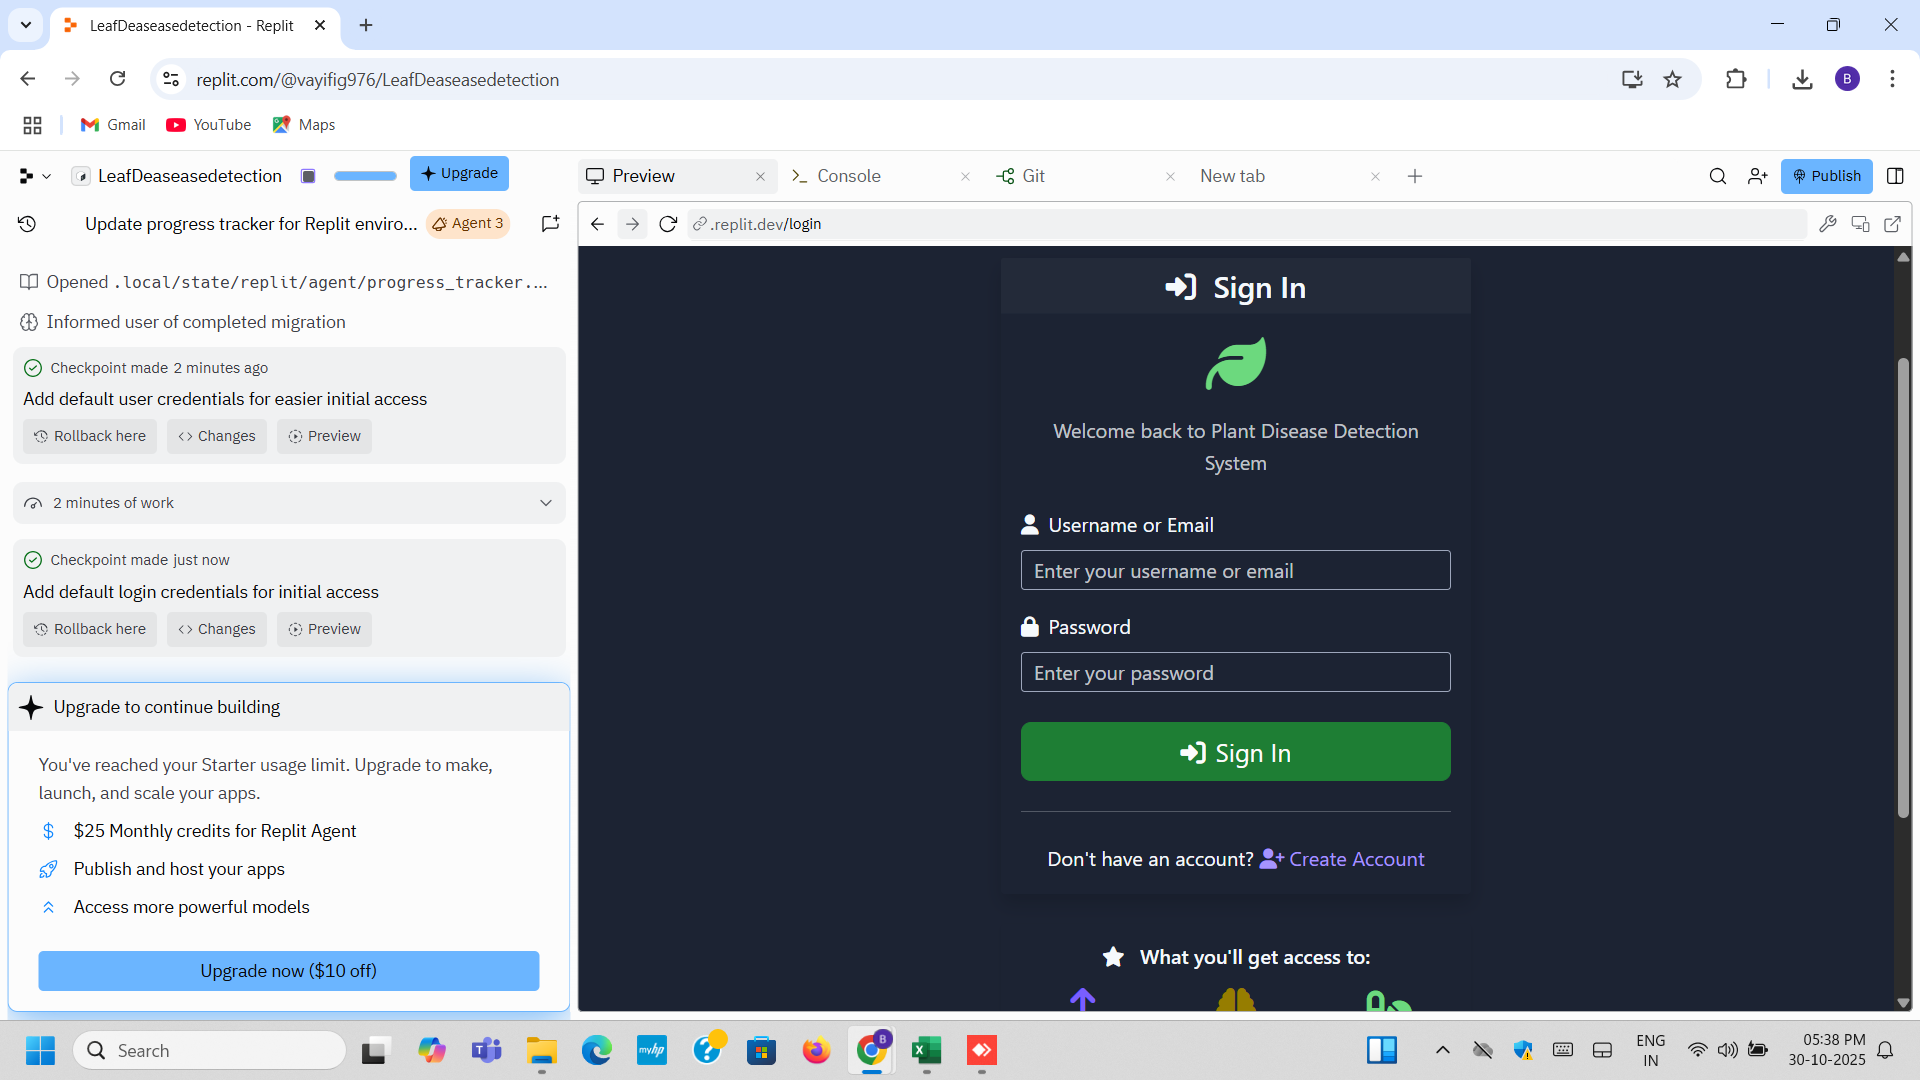 LeafDeaseasedetection - Replit
replit.com/@vayifig976/LeafDeaseasedetection
B
Gmail
YouTube
Maps
LeafDeaseasedetection
Upgrade
Preview
Console
Git
New tab
Publish
Update progress tracker for Replit enviro...
Agent 3
.replit.dev/login
Opened .local/state/replit/agent/progress_tracker....
Informed user of completed migration
Checkpoint made 2 minutes ago
Add default user credentials for easier initial access
Rollback here
Changes
Preview
2 minutes of work
Checkpoint made just now
Add default login credentials for initial access
Rollback here
Changes
Preview
Upgrade to continue building
You've reached your Starter usage limit. Upgrade to make,
launch, and scale your apps.
$25 Monthly credits for Replit Agent
Publish and host your apps
Access more powerful models
Upgrade now ($10 off)
Sign In
Welcome back to Plant Disease Detection
System
Username or Email
Enter your username or email
Password
Enter your password
Sign In
Don't have an account? Create Account
What you'll get access to:
Search
myhp
B
ENG
IN
05:38 PM
30-10-2025